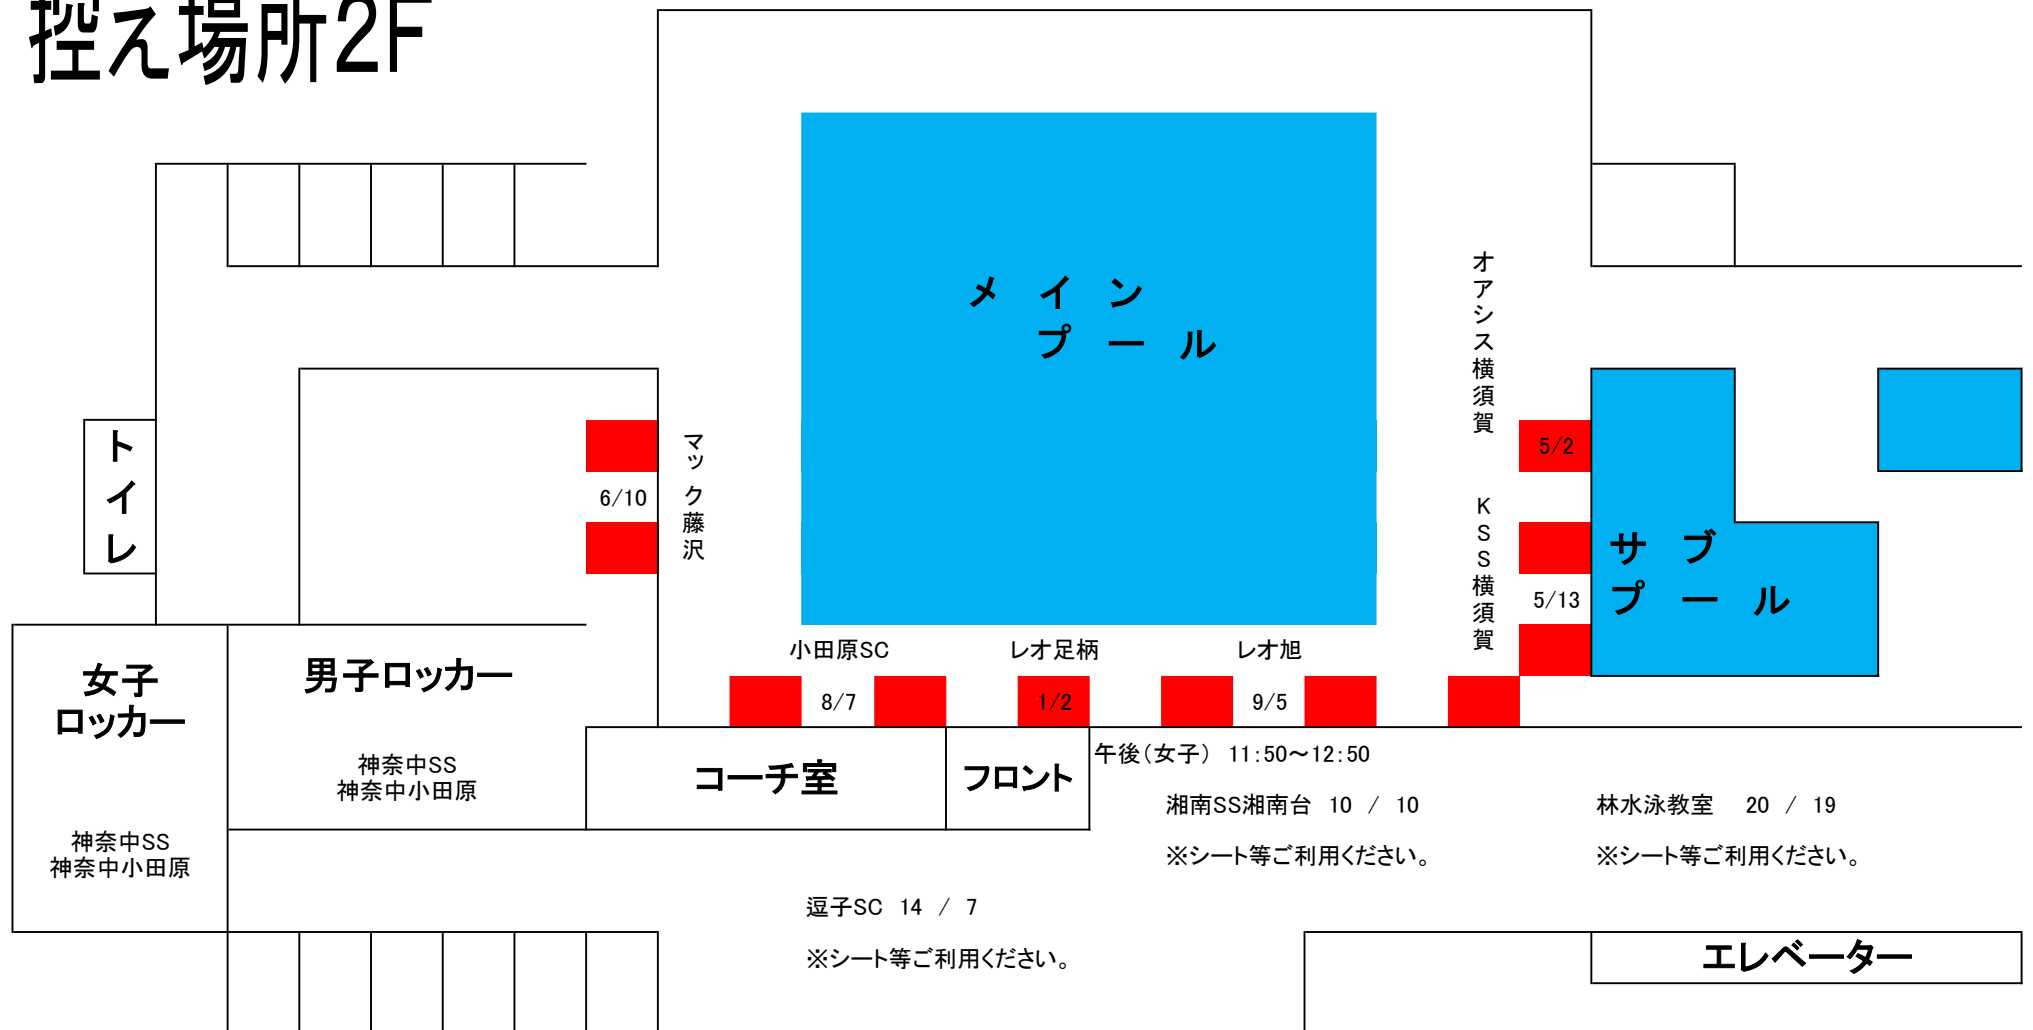 控え場所2F
メイン
プール
オアシス横須賀
5/2
トイレ
マック藤沢
6/10
KSS横須賀
5/13
サブ
プール
小田原SC
レオ足柄
レオ旭
8/7
1/2
9/5
女子
ロッカー
男子ロッカー
神奈中SS
神奈中小田原
神奈中SS
神奈中小田原
コーチ室
フロント
午後(女子) 11:50～12:50
湘南SS湘南台 10 / 10
※シート等ご利用ください。
林水泳教室 20 / 19
※シート等ご利用ください。
逗子SC 14 / 7
※シート等ご利用ください。
エレベーター